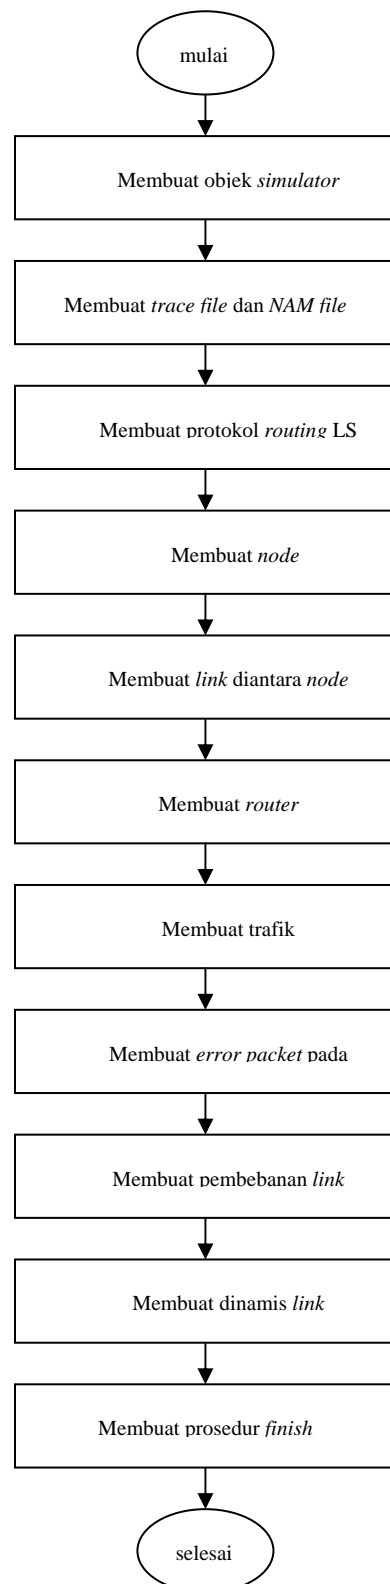 mulai
Membuat objek simulator
Membuat trace file dan NAM file
Membuat protokol routing LS
Membuat node
Membuat link diantara node
Membuat router
Membuat trafik
Membuat error packet pada
Membuat pembebanan link
Membuat dinamis link
Membuat prosedur finish
selesai